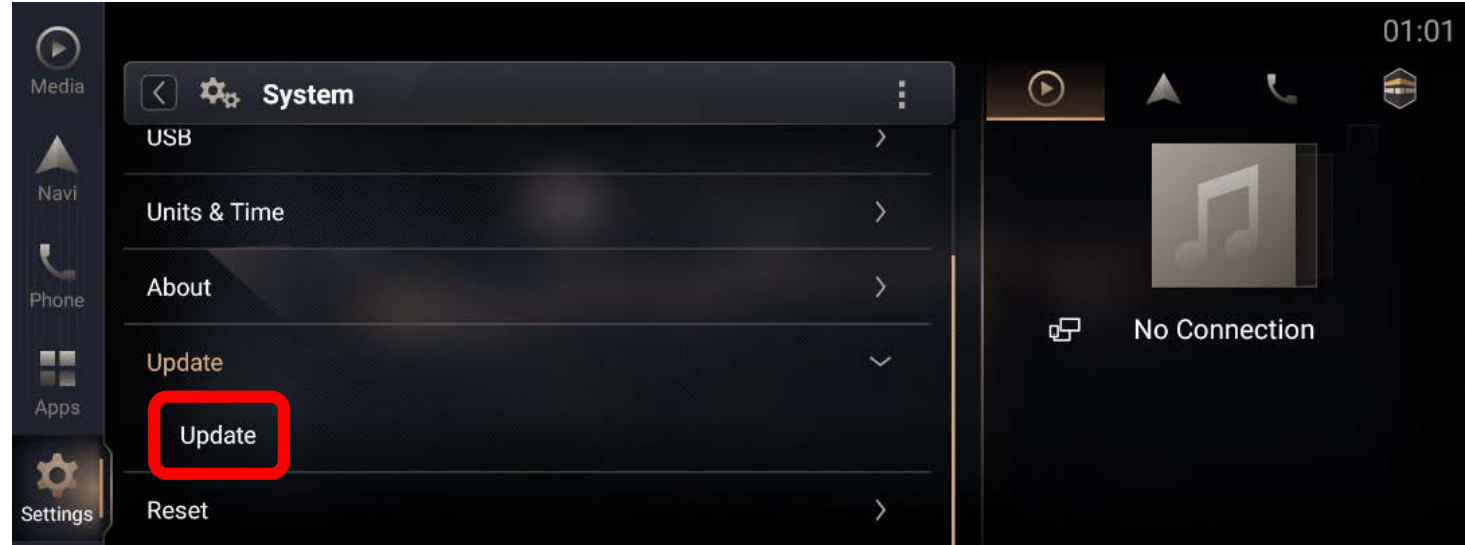 01:01
Media
System
USB
Units & Time
Navi
About
Phone
No Connection
Update
Apps
Update
Settings
Reset